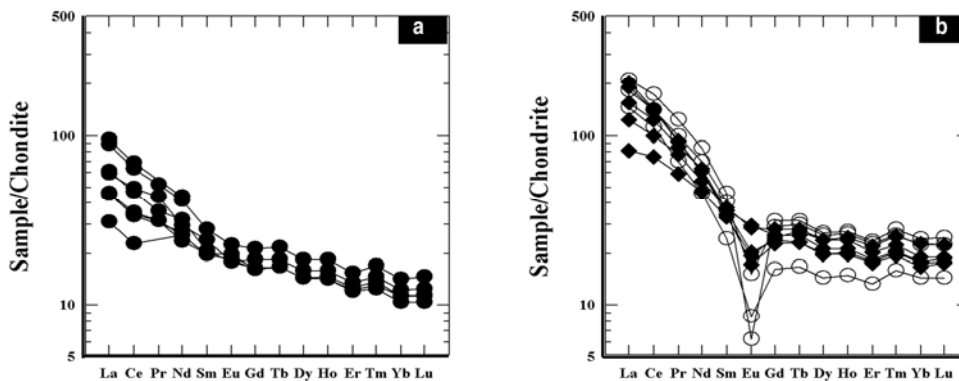 500
a
100
10
5
Sample/Chondite
La Ce Pr Nd Sm Eu Gd Tb Dy Ho Er Tm Yb Lu
500
b
100
10
5
Sample/Chondrite
La Ce Pr Nd Sm Eu Gd Tb Dy Ho Er Tm Yb Lu